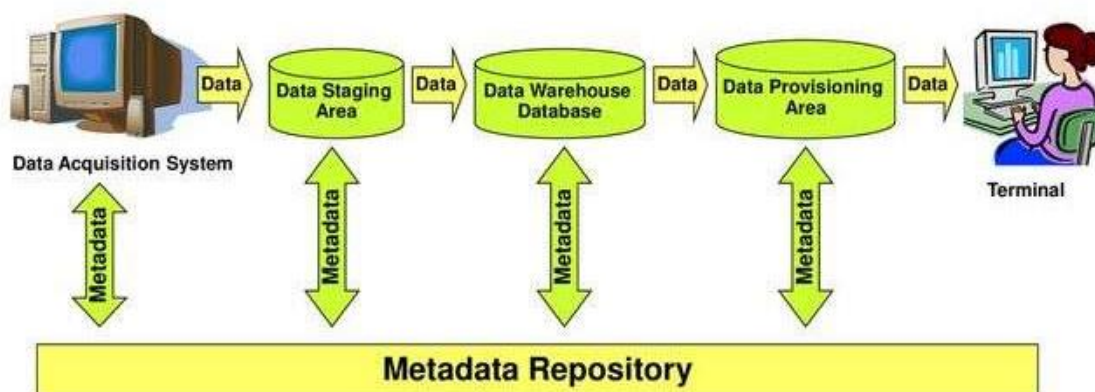 Data
Data Staging
Area
Data
Data Warehouse
Database
Data
Data Provisioning
Area
Data
Data Acquisition System
Terminal
Metadata
Metadata
Metadata
Metadata
Metadata Repository